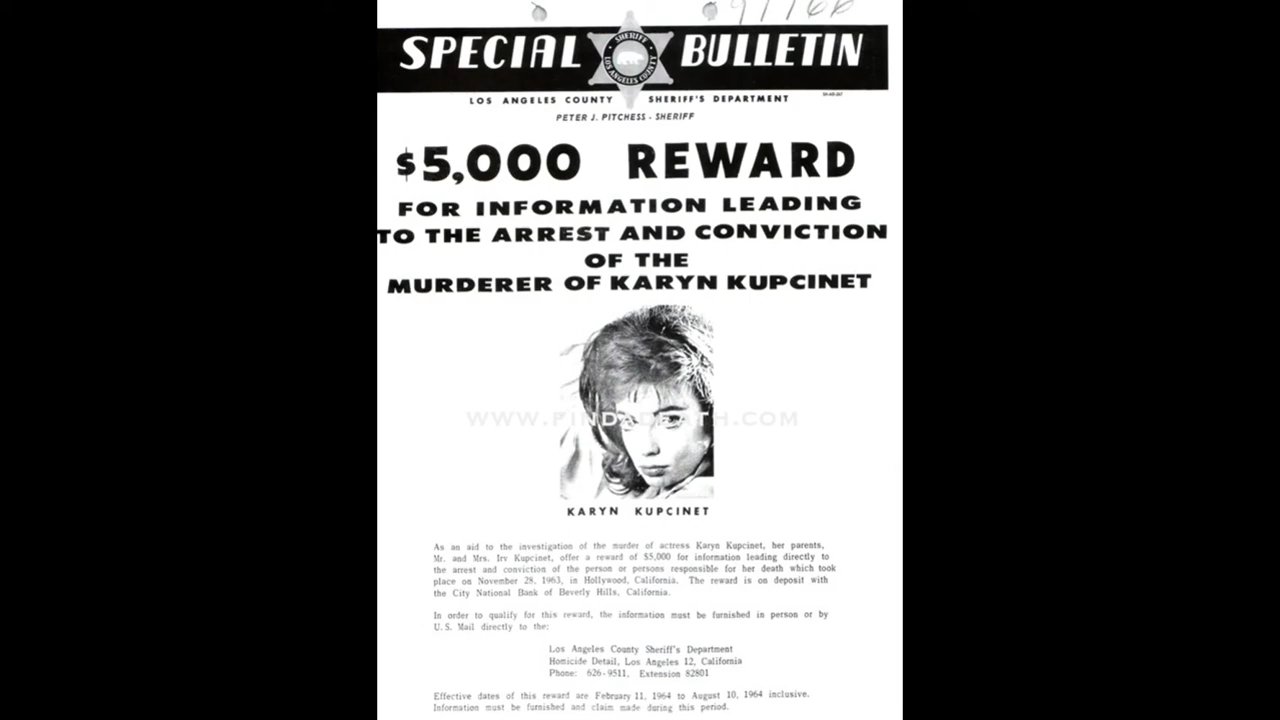 SPECIAL BULLETIN
SHERIFF
LOS ANGELES COUNTY
LOS ANGELES COUNTY SHERIFF'S DEPARTMENT
PETER J. PITCHESS - SHERIFF
$5,000 REWARD
FOR INFORMATION LEADING
TO THE ARREST AND CONVICTION
OF THE
MURDERER OF KARYN KUPCINET
WWW.FINDADEATH.COM
KARYN KUPCINET
As an aid to the investigation of the murder of actress Karyn Kupcinet, her parents,
Mr. and Mrs. Irv Kupcinet, offer a reward of $5,000 for information leading directly to
the arrest and conviction of the person or persons responsible for her death which took
place on November 28, 1963, in Hollywood, California. The reward is on deposit with
the City National Bank of Beverly Hills, California.
In order to qualify for this reward, the information must be furnished in person or by
U.S. Mail directly to the:
Los Angeles County Sheriff's Department
Homicide Detail, Los Angeles 12, California
Phone: 626-9511, Extension 82801
Effective dates of this reward are February 11, 1964 to August 10, 1964 inclusive.
Information must be furnished and claim made during this period.